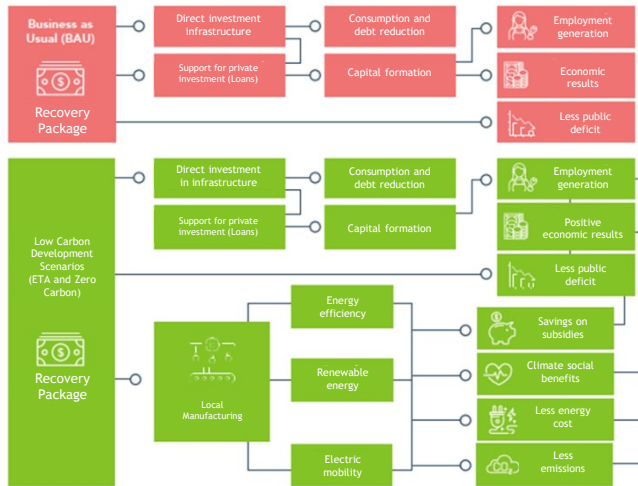 Business as
Usual (BAU)
Recovery
Package
Direct investment
infrastructure
Support for private
investment (Loans)
Consumption and
debt reduction
Capital formation
Employment
generation
Economic
results
Less public
deficit
Low Carbon
Development
Scenarios
(ETA and Zero
Carbon)
Recovery
Package
Direct investment
in infrastructure
Support for private
investment (Loans)
Consumption and
debt reduction
Capital formation
Employment
generation
Positive
economic results
Less public
deficit
Local
Manufacturing
Energy
efficiency
Renewable
energy
Electric
mobility
Savings on
subsidies
Climate social
benefits
Less energy
cost
CO2
Less
emissions